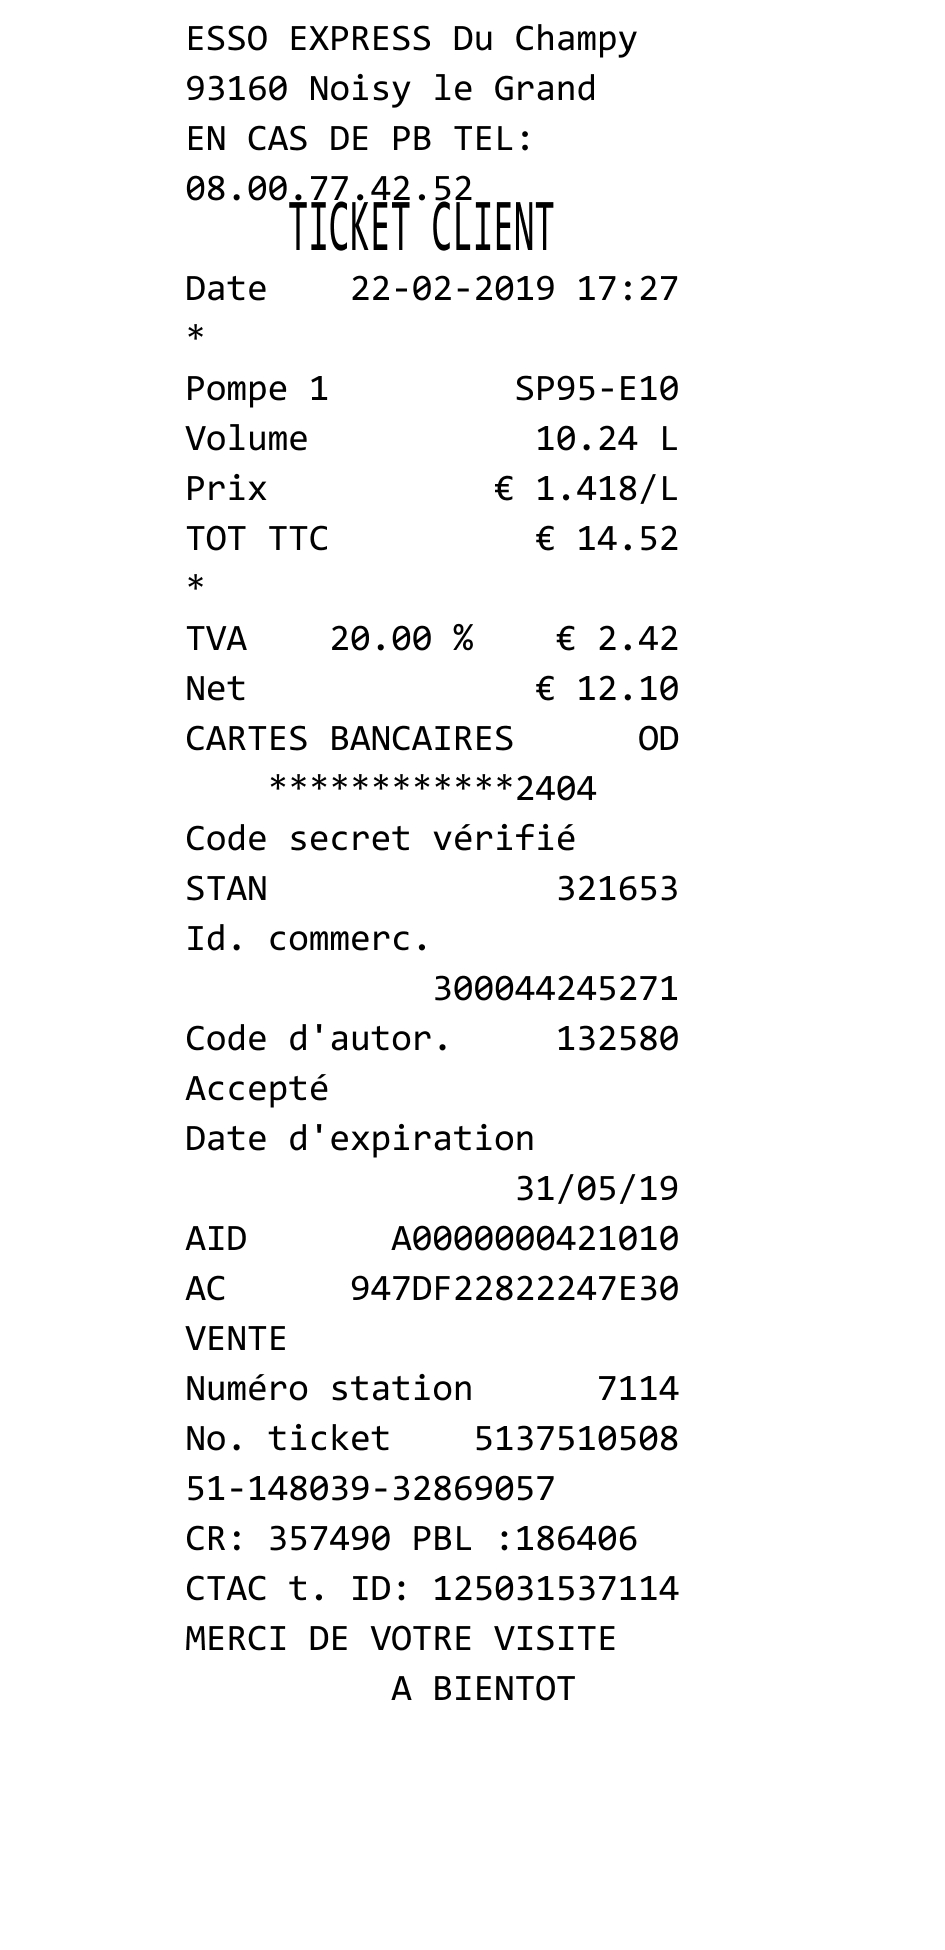 ESSO EXPRESS Du Champy
93160 Noisy le Grand
EN CAS DE PB TEL:
08.00.77.42.52
TICKET CLIENT
Date 22-02-2019 17:27
*
Pompe 1 SP95-E10
Volume 10.24 L
Prix € 1.418/L
TOT TTC € 14.52
*
TVA 20.00 % € 2.42
Net € 12.10
CARTES BANCAIRES OD
************2404
Code secret vérifié
STAN 321653
Id. commerc.
300044245271
Code d'autor. 132580
Accepté
Date d'expiration
31/05/19
AID A0000000421010
AC 947DF22822247E30
VENTE
Numéro station 7114
No. ticket 5137510508
51-148039-32869057
CR: 357490 PBL :186406
CTAC t. ID: 125031537114
MERCI DE VOTRE VISITE
A BIENTOT